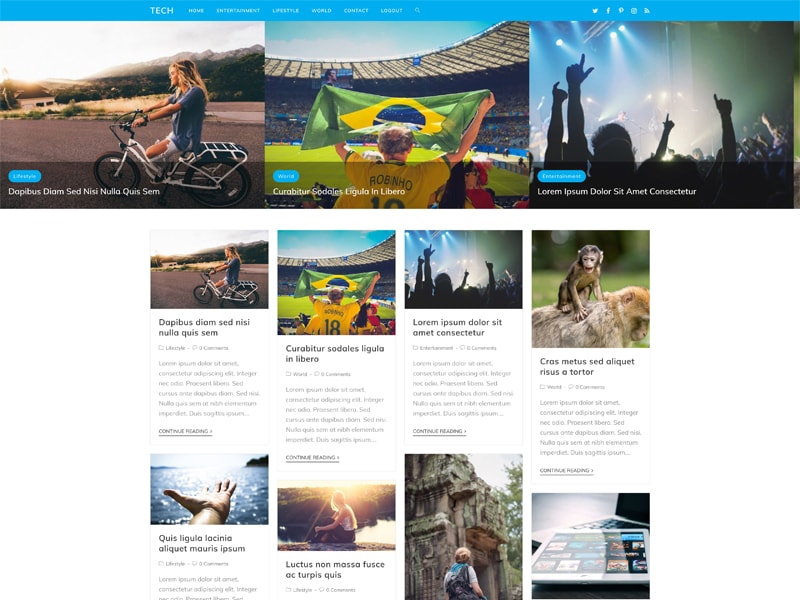 TECH HOME ENTERTAINMENT LIFESTYLE WORLD CONTACT LOGOUT
ROBINHO
Lifestyle
Dapibus Diam Sed Nisi Nulla Quis Sem
World
Curabitur Sodales Ligula In Libero
Entertainment
Lorem Ipsum Dolor Sit Amet Consectetur
Dapibus diam sed nisi
nulla quis sem
Lifestyle - 0 Comments
Lorem ipsum dolor sit amet,
consectetur adipiscing elit. Integer
nec odio. Praesent libero. Sed
cursus ante dapibus diam. Sed nisi.
Nulla quis sem at nibh elementum
imperdiet. Duis sagittis ipsum....
CONTINUE READING >
ROBINHO
10
Curabitur sodales ligula
in libero
World - 0 Comments
Lorem ipsum dolor sit amet,
consectetur adipiscing elit. Integer
nec odio. Praesent libero. Sed
cursus ante dapibus diam. Sed nisi.
Nulla quis sem at nibh elementum
imperdiet. Duis sagittis ipsum....
CONTINUE READING >
Lorem ipsum dolor sit
amet consectetur
Entertainment - 0 Comments
Lorem ipsum dolor sit amet,
consectetur adipiscing elit. Integer
nec odio. Praesent libero. Sed
cursus ante dapibus diam. Sed nisi.
Nulla quis sem at nibh elementum
imperdiet. Duis sagittis ipsum....
CONTINUE READING >
Cras metus sed aliquet
risus a tortor
World - 0 Comments
Lorem ipsum dolor sit amet,
consectetur adipiscing elit. Integer
nec odio. Praesent libero. Sed
cursus ante dapibus diam. Sed nisi.
Nulla quis sem at nibh elementum
imperdiet. Duis sagittis ipsum....
CONTINUE READING >
Quis ligula lacinia
aliquet mauris ipsum
Lifestyle - 0 Comments
Lorem ipsum dolor sit amet,
consectetur adipiscing elit. Integer
Luctus non massa fusce
ac turpis quis
Lifestyle - 0 Comments